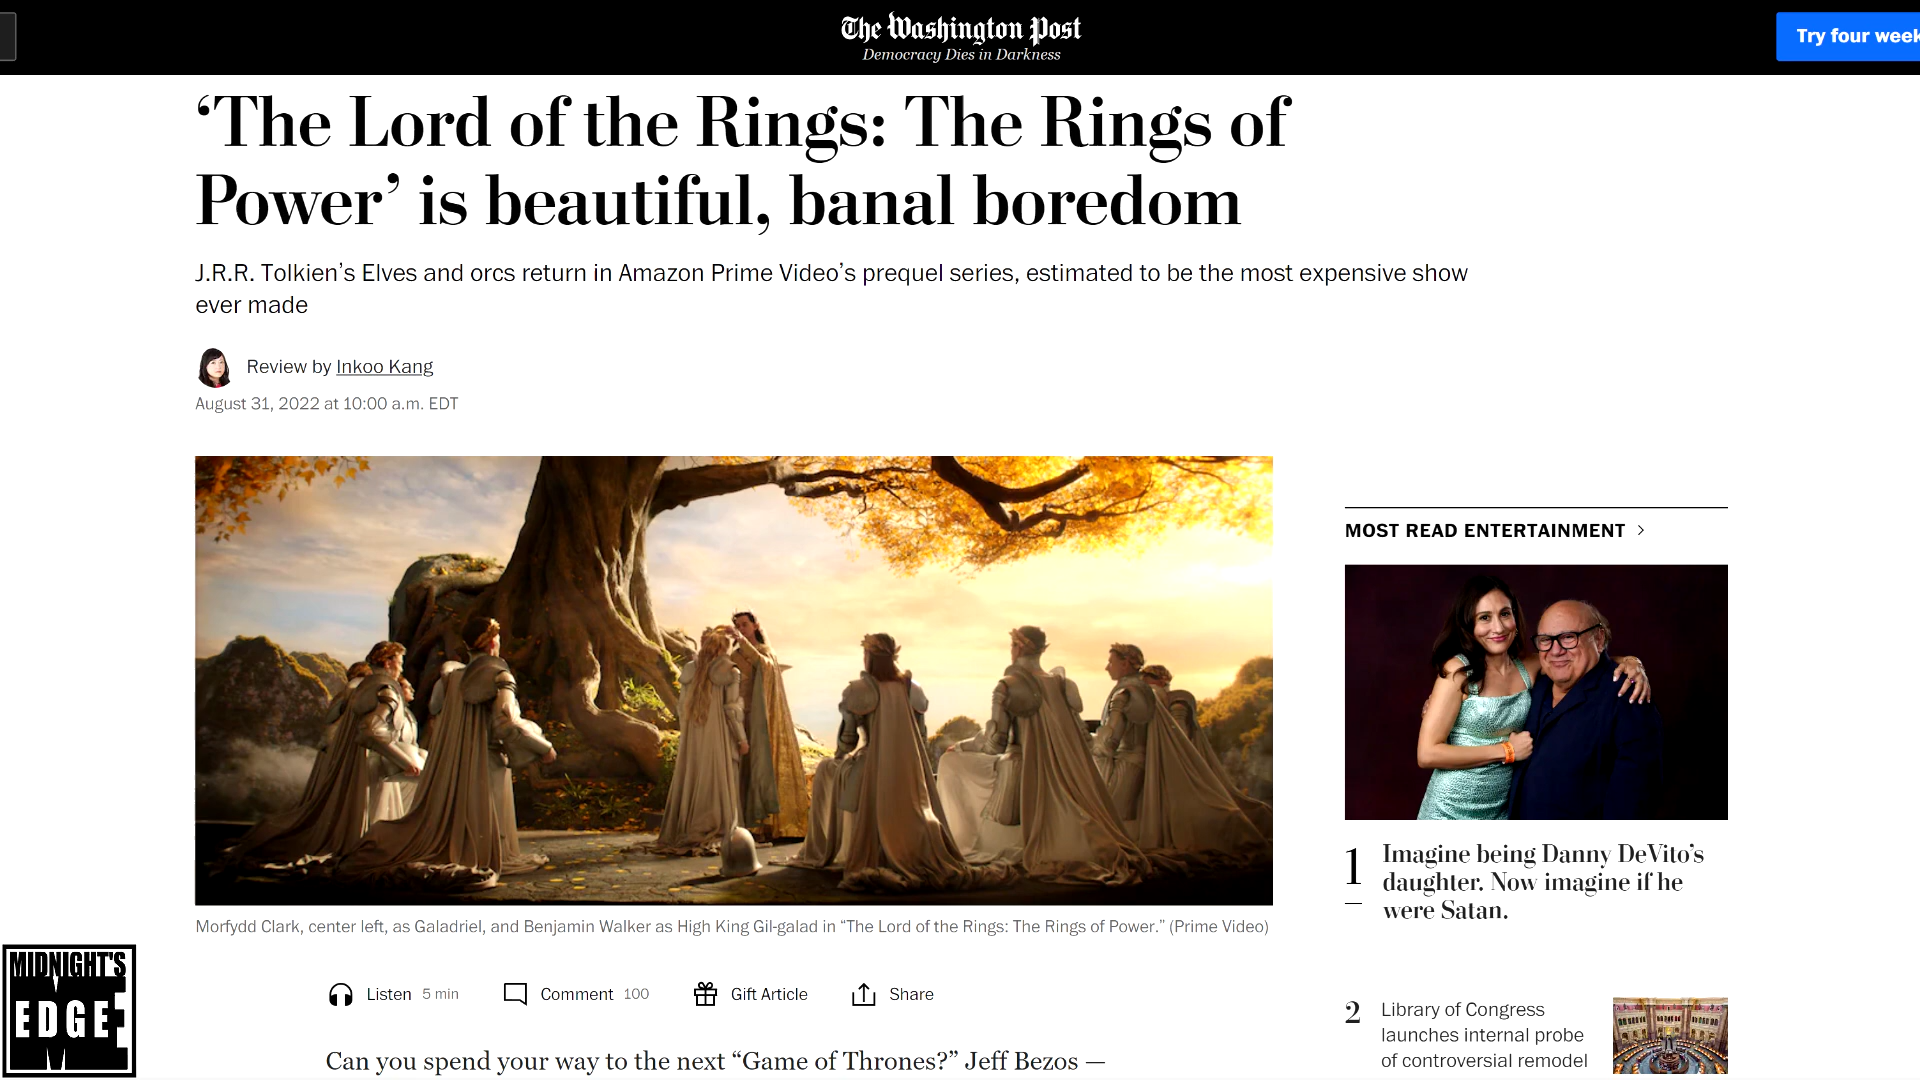 The Washington Post
Democracy Dies in Darkness
Try four week
‘The Lord of the Rings: The Rings of
Power’ is beautiful, banal boredom
J.R.R. Tolkien’s Elves and orcs return in Amazon Prime Video’s prequel series, estimated to be the most expensive show
ever made
Review by Inkoo Kang
August 31, 2022 at 10:00 a.m. EDT
Morfydd Clark, center left, as Galadriel, and Benjamin Walker as High King Gil-galad in “The Lord of the Rings: The Rings of Power.” (Prime Video)
Listen 5 min Comment 100 Gift Article Share
Can you spend your way to the next “Game of Thrones?” Jeff Bezos —
MOST READ ENTERTAINMENT >
1 Imagine being Danny DeVito’s
daughter. Now imagine if he
were Satan.
2 Library of Congress
launches internal probe
of controversial remodel
MIDNIGHT'S
EDGE